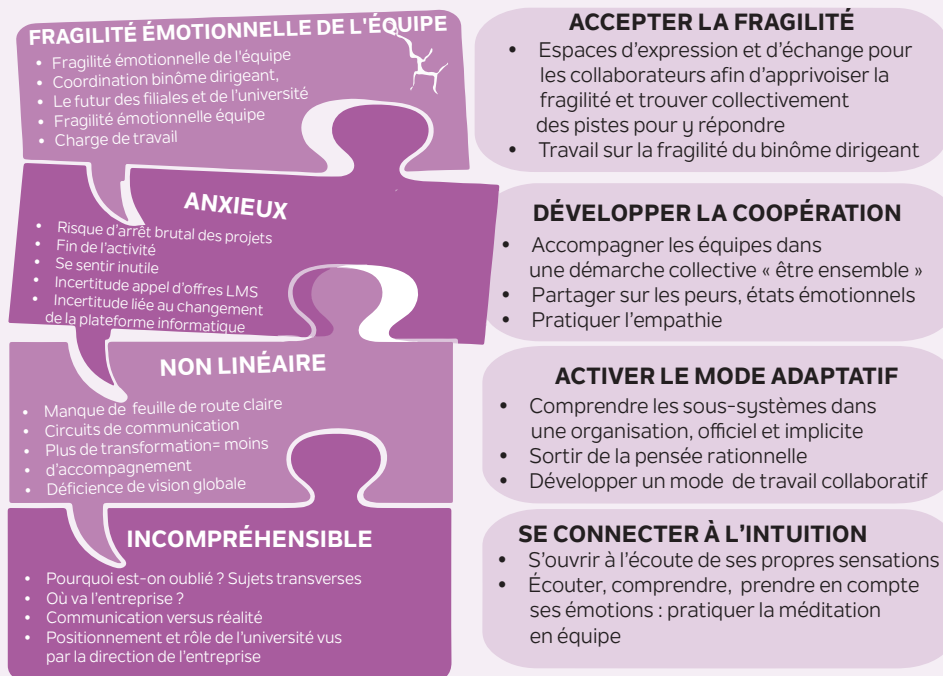 FRAGILITÉ ÉMOTIONNELLE DE L'ÉQUIPE
• Fragilité émotionnelle de l'équipe
• Coordination binôme dirigeant,
• Le futur des filiales et de l'université
• Fragilité émotionnelle équipe
• Charge de travail
ACCEPTER LA FRAGILITÉ
• Espaces d'expression et d'échange pour
les collaborateurs afin d'apprivoiser la
fragilité et trouver collectivement
des pistes pour y répondre
• Travail sur la fragilité du binôme dirigeant
ANXIEUX
• Risque d'arrêt brutal des projets
• Fin de l'activité
• Se sentir inutile
• Incertitude appel d'offres LMS
• Incertitude liée au changement
de la plateforme informatique
DÉVELOPPER LA COOPÉRATION
• Accompagner les équipes dans
une démarche collective « être ensemble »
• Partager sur les peurs, états émotionnels
• Pratiquer l'empathie
NON LINÉAIRE
• Manque de feuille de route claire
• Circuits de communication
• Plus de transformation= moins
• d'accompagnement
• Déficience de vision globale
ACTIVER LE MODE ADAPTATIF
• Comprendre les sous-systèmes dans
une organisation, officiel et implicite
• Sortir de la pensée rationnelle
• Développer un mode de travail collaboratif
INCOMPRÉHENSIBLE
• Pourquoi est-on oublié ? Sujets transverses
• Où va l'entreprise ?
• Communication versus réalité
• Positionnement et rôle de l'université vus
par la direction de l'entreprise
SE CONNECTER À L'INTUITION
• S'ouvrir à l'écoute de ses propres sensations
• Écouter, comprendre, prendre en compte
ses émotions : pratiquer la méditation
en équipe